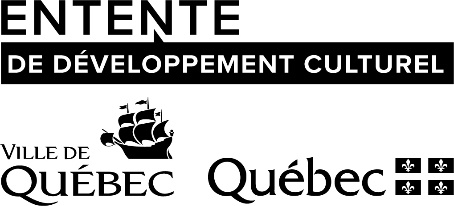 ENTENTE
DE DÉVELOPPEMENT CULTUREL
VILLE DE
QUÉBEC
Québec